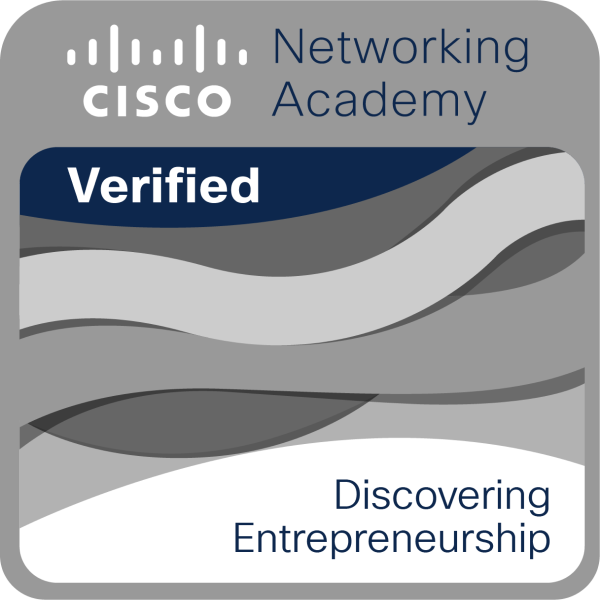 CISCO
Networking
Academy
Verified
Discovering
Entrepreneurship